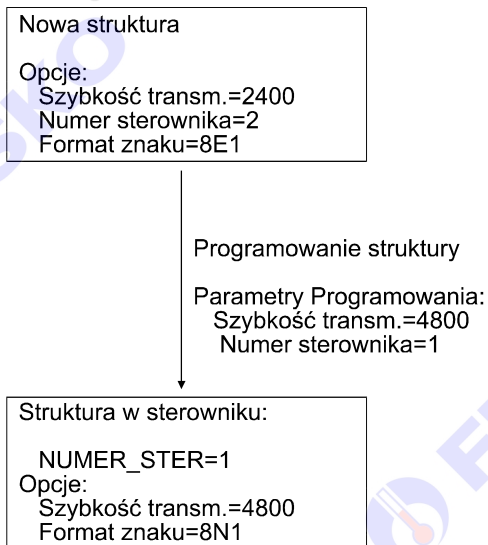 Nowa struktura
Opcje:
Szybkość transm.=2400
Numer sterownika=2
Format znaku=8E1
Programowanie struktury
Parametry Programowania:
Szybkość transm.=4800
Numer sterownika=1
Struktura w sterowniku:
NUMER_STER=1
Opcje:
Szybkość transm.=4800
Format znaku=8N1